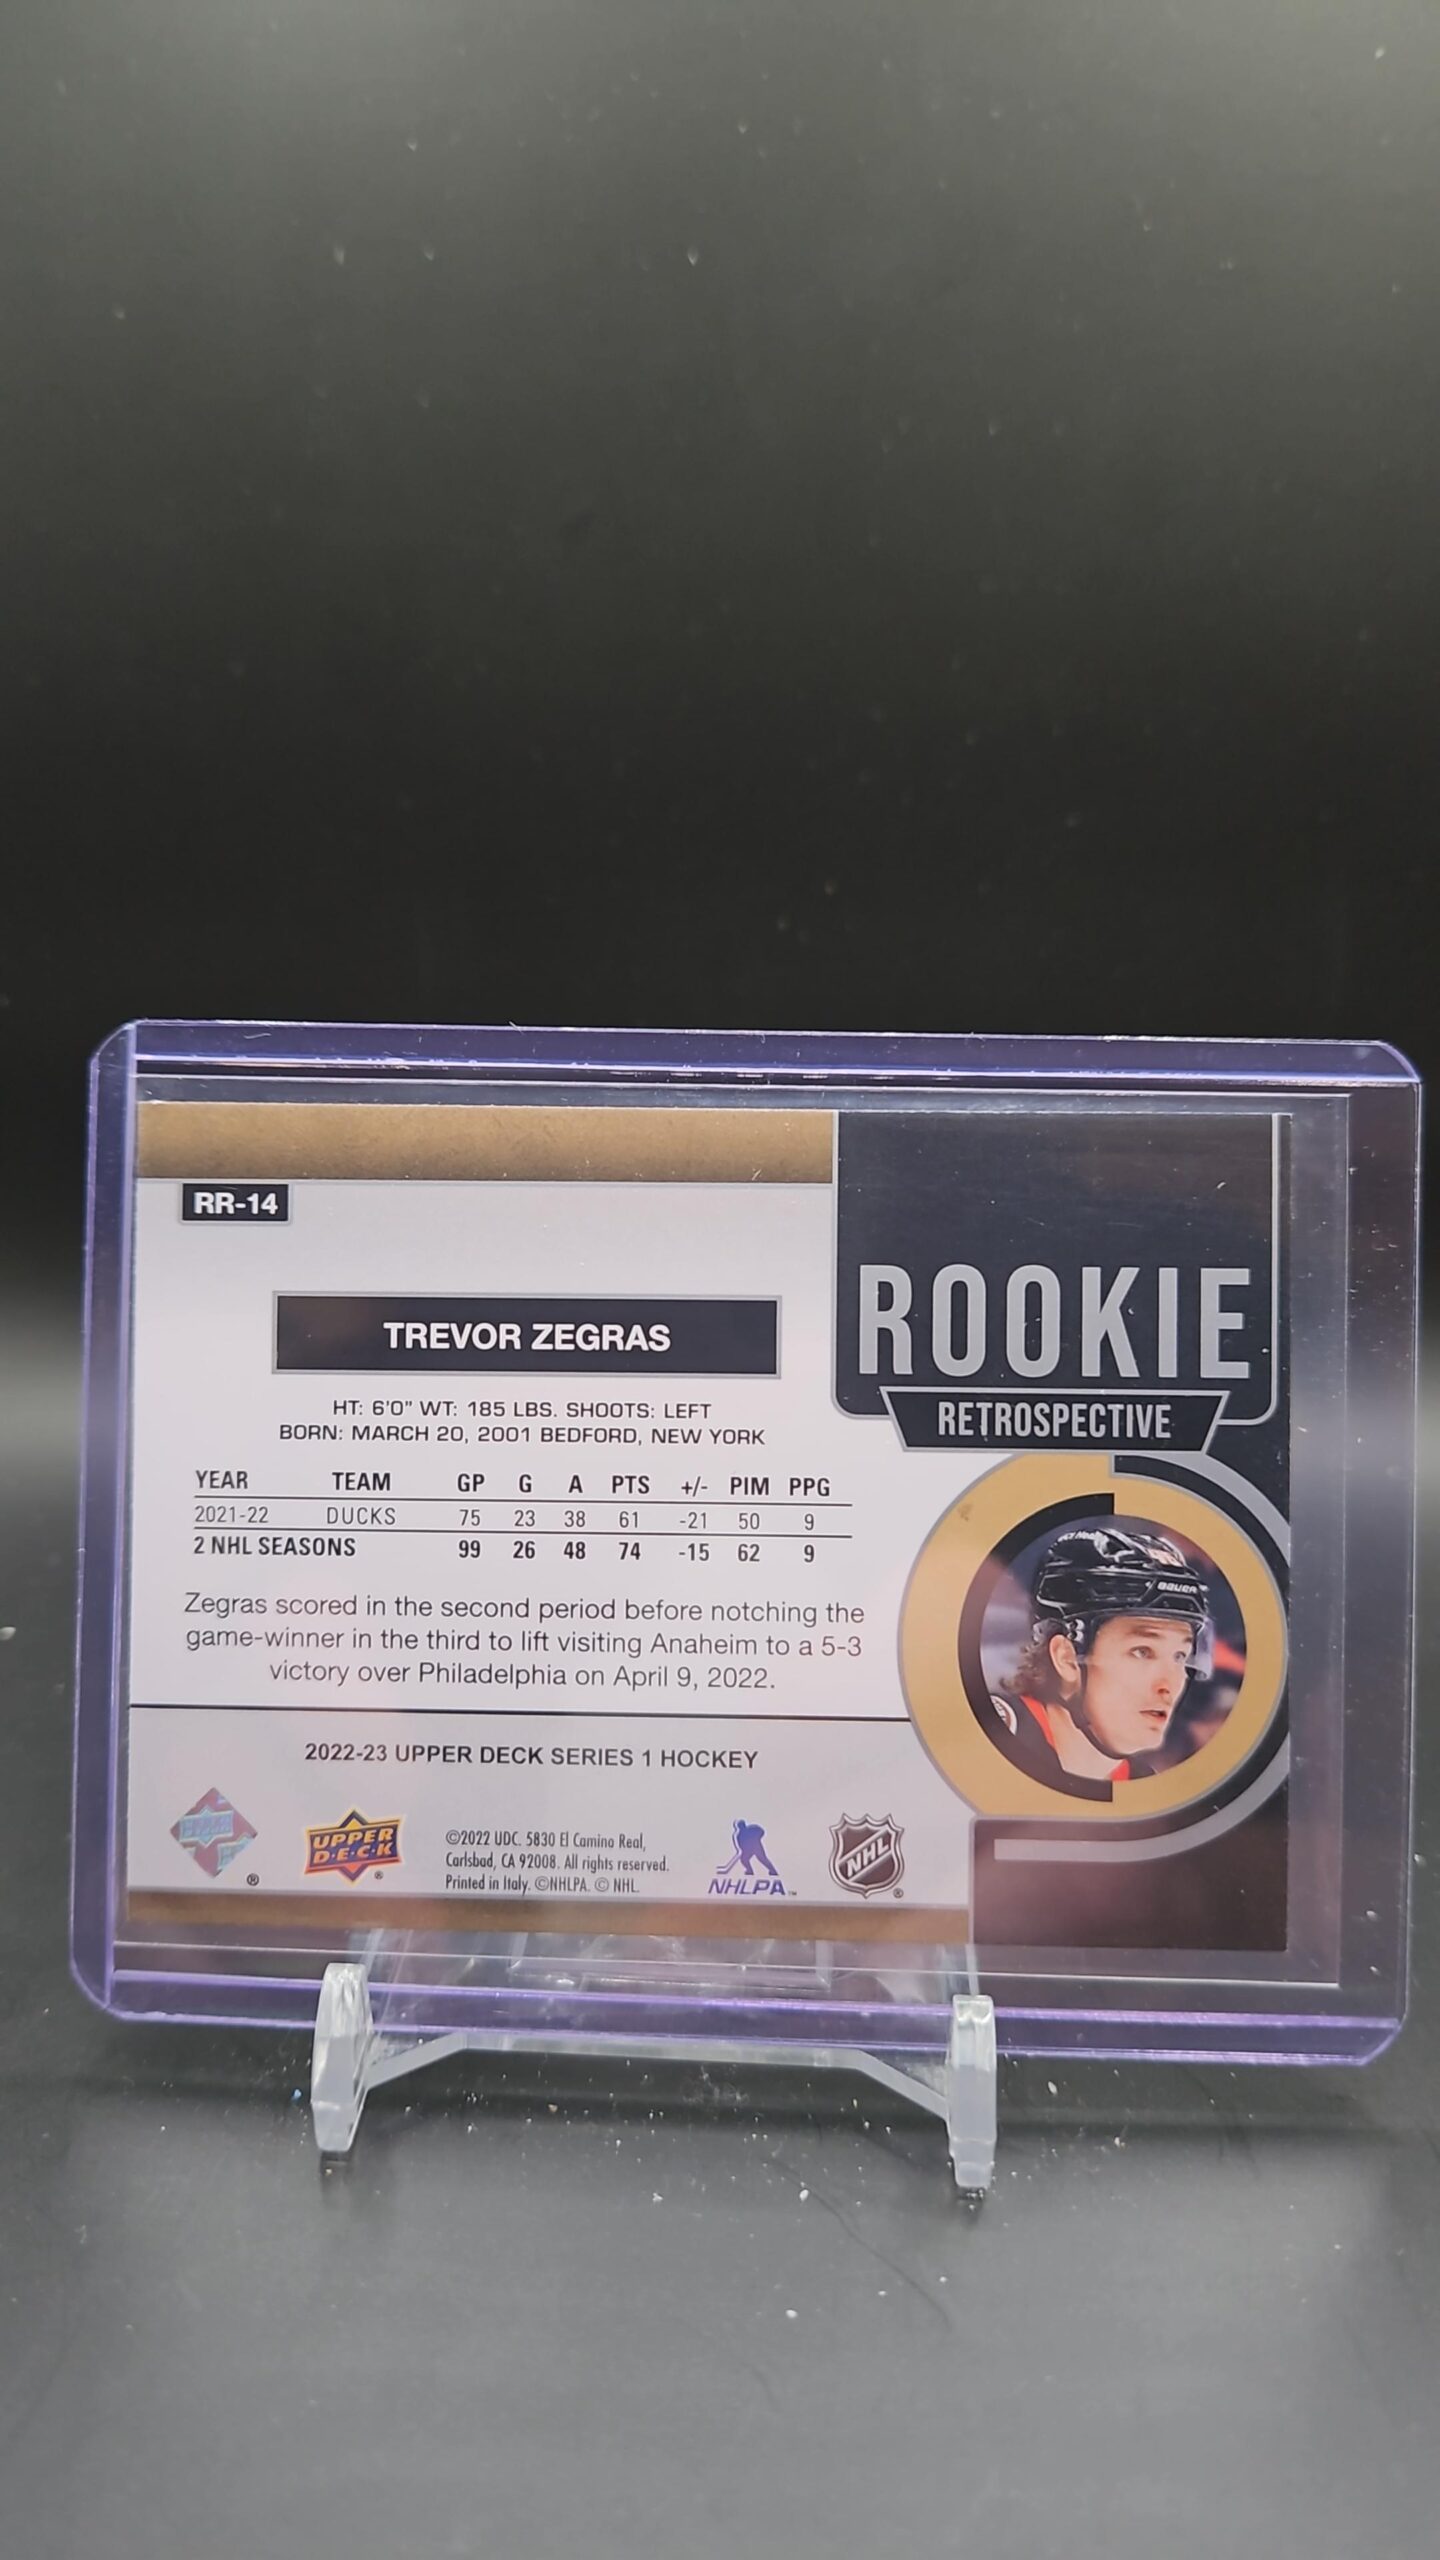 RR-14
TREVOR ZEGRAS
HT: 6'0" WT: 185 LBS. SHOOTS: LEFT
BORN: MARCH 20, 2001 BEDFORD, NEW YORK
YEAR TEAM GP G A PTS +/- PIM PPG
2021-22 DUCKS 75 23 38 61 -21 50 9
2 NHL SEASONS 99 26 48 74 -15 62 9
Zegras scored in the second period before notching the
game-winner in the third to lift visiting Anaheim to a 5-3
victory over Philadelphia on April 9, 2022.
ROOKIE
RETROSPECTIVE
BAUER
2022-23 UPPER DECK SERIES 1 HOCKEY
®
UPPER
D·E·C·K
®
©2022 UDC. 5830 El Camino Real,
Carlsbad, CA 92008. All rights reserved.
Printed in Italy. ©NHLPA. © NHL.
NHLPA™
NHL
®